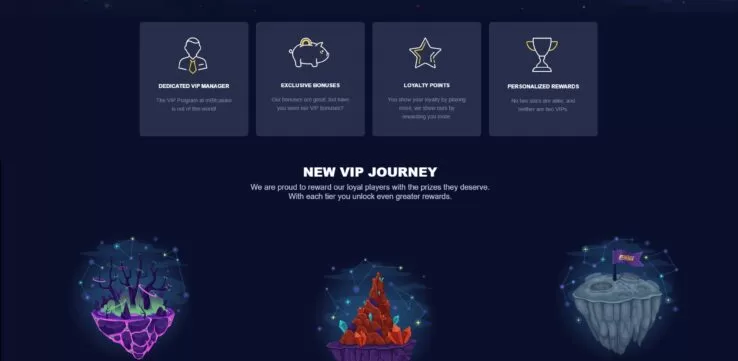 DEDICATED VIP MANAGER
The VIP Program at
is out of this world!
EXCLUSIVE BONUSES
Our bonuses are great, but have
you seen our VIP bonuses?
LOYALTY POINTS
You show your loyalty by playing
more, we show ours by
rewarding you more.
PERSONALIZED REWARDS
No two stars are alike, and
neither are two VIPs.
NEW VIP JOURNEY
We are proud to reward our loyal players with the prizes they deserve.
With each tier you unlock even greater rewards.